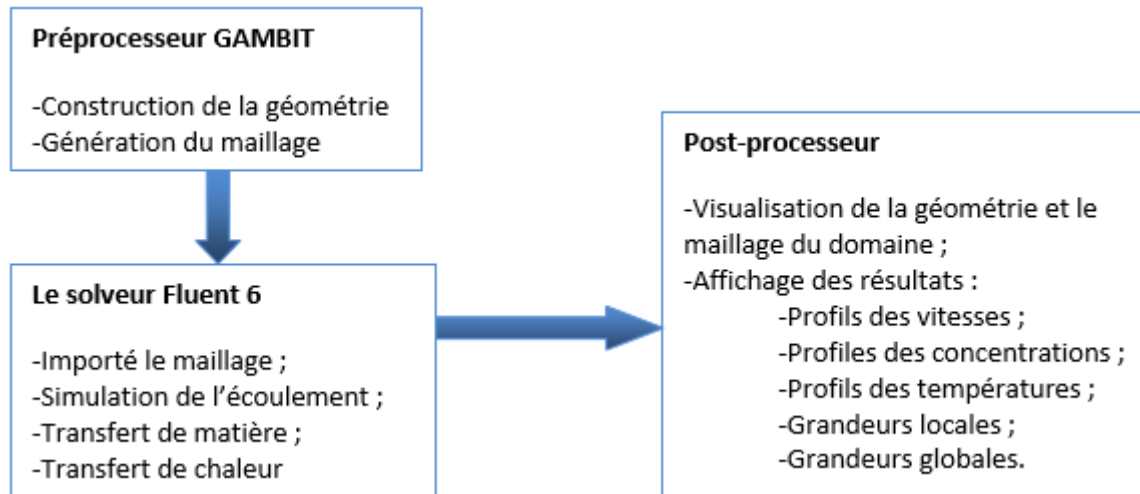 Préprocesseur GAMBIT
-Construction de la géométrie
-Génération du maillage
Le solveur Fluent 6
-Importé le maillage ;
-Simulation de l’écoulement ;
-Transfert de matière ;
-Transfert de chaleur
Post-processeur
-Visualisation de la géométrie et le
maillage du domaine ;
-Affichage des résultats :
-Profils des vitesses ;
-Profiles des concentrations ;
-Profils des températures ;
-Grandeurs locales ;
-Grandeurs globales.